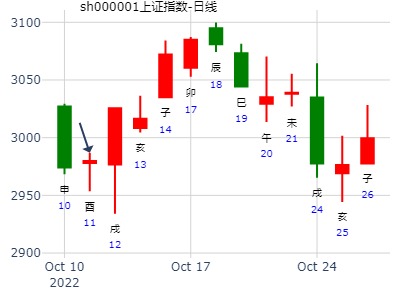 sh000001上证指数-日线
3100
3050
3000
2950
2900
申
10
酉
11
戌
12
亥
13
子
14
卯
17
辰
18
巳
19
午
20
未
21
戌
24
亥
25
子
26
Oct 10
2022
Oct 17
Oct 24